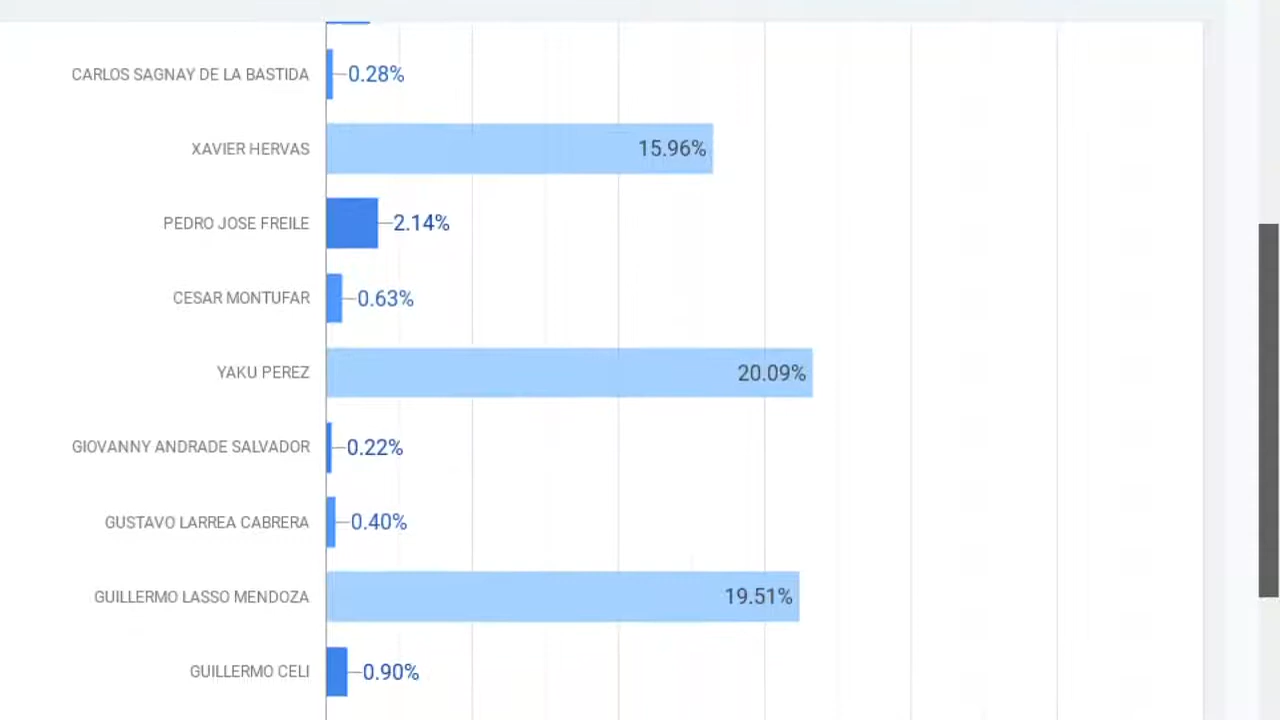 CARLOS SAGNAY DE LA BASTIDA 0.28%
XAVIER HERVAS 15.96%
PEDRO JOSE FREILE 2.14%
CESAR MONTUFAR 0.63%
YAKU PEREZ 20.09%
GIOVANNY ANDRADE SALVADOR 0.22%
GUSTAVO LARREA CABRERA 0.40%
GUILLERMO LASSO MENDOZA 19.51%
GUILLERMO CELI 0.90%